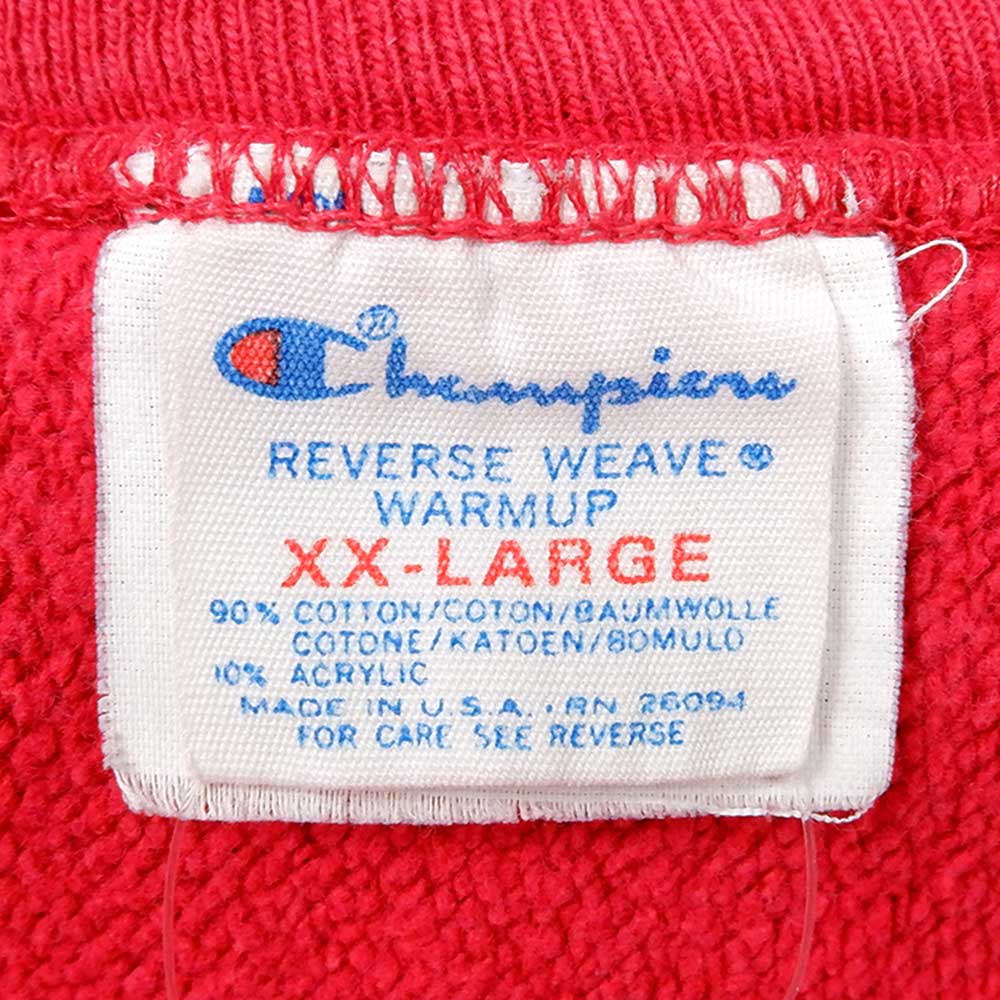 Champion®
REVERSE WEAVE®
WARMUP
XX-LARGE
90% COTTON/COTON/BAUMWOLLE
COTONE/KATOEN/BOMULO
10% ACRYLIC
MADE IN U.S.A. · RN 26094
FOR CARE SEE REVERSE